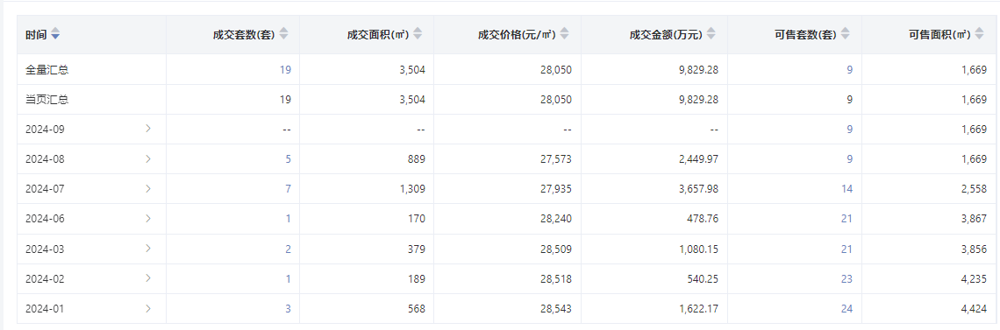 时间 成交套数(套) 成交面积(㎡) 成交价格(元/㎡) 成交金额(万元) 可售套数(套) 可售面积(㎡)
全量汇总 19 3,504 28,050 9,829.28 9 1,669
当页汇总 19 3,504 28,050 9,829.28 9 1,669
2024-09 -- -- -- -- 9 1,669
2024-08 5 889 27,573 2,449.97 9 1,669
2024-07 7 1,309 27,935 3,657.98 14 2,558
2024-06 1 170 28,240 478.76 21 3,867
2024-03 2 379 28,509 1,080.15 21 3,856
2024-02 1 189 28,518 540.25 23 4,235
2024-01 3 568 28,543 1,622.17 24 4,424